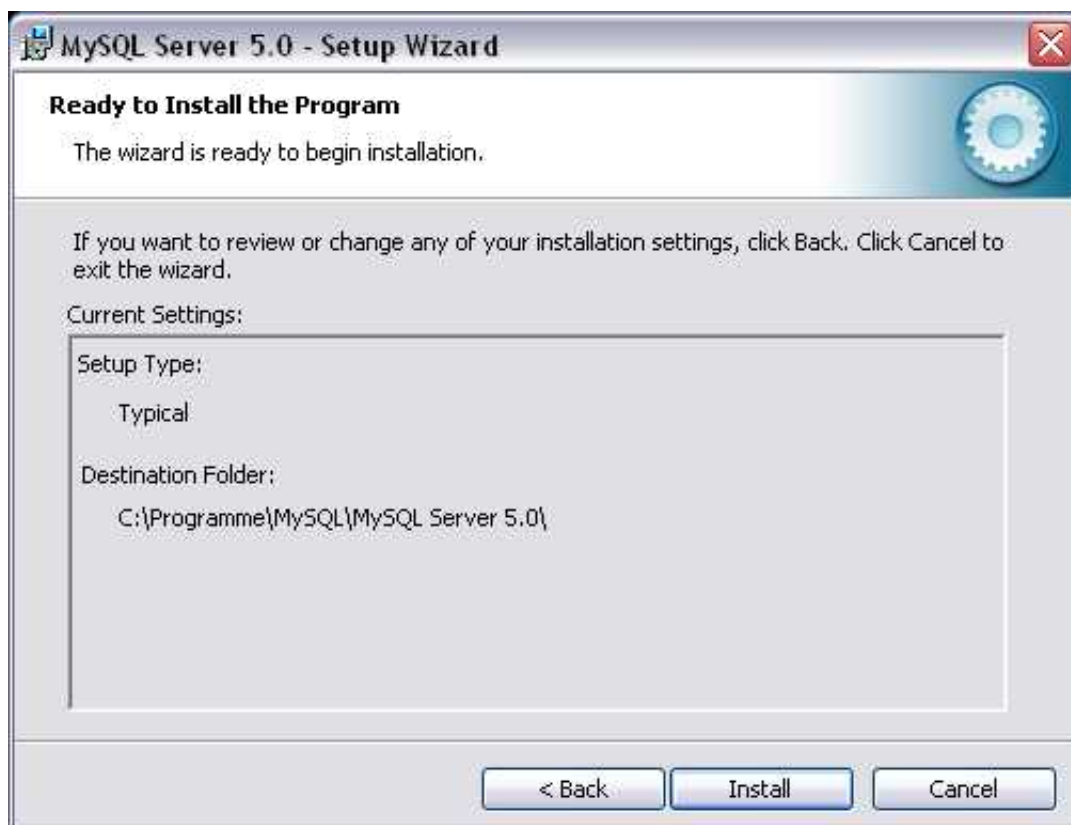 MySQL Server 5.0 - Setup Wizard
Ready to Install the Program
The wizard is ready to begin installation.
If you want to review or change any of your installation settings, click Back. Click Cancel to
exit the wizard.
Current Settings:
Setup Type:
Typical
Destination Folder:
C:\Programme\MySQL\MySQL Server 5.0\
< Back
Install
Cancel